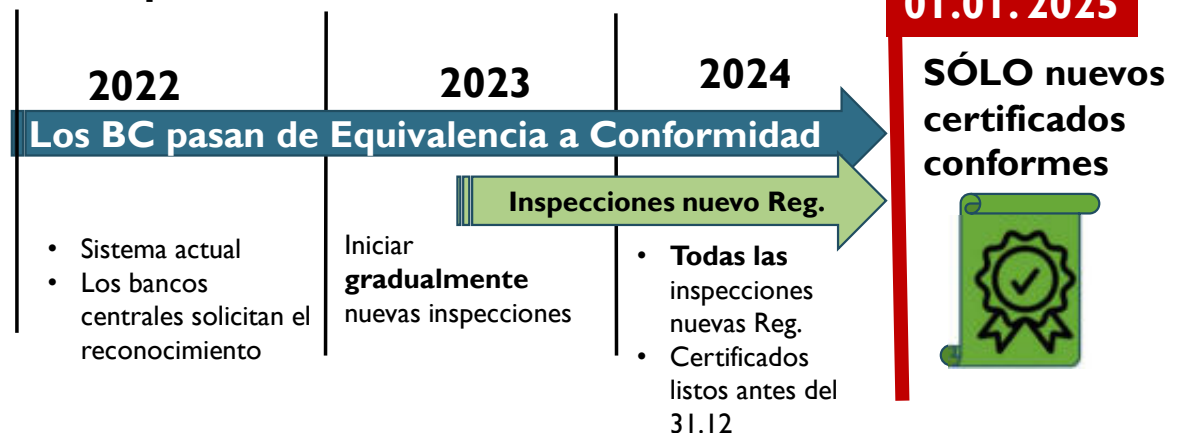 01.01.2025
2022
2023
2024
SÓLO nuevos
certificados
conformes
Los BC pasan de Equivalencia a Conformidad
Inspecciones nuevo Reg.
• Sistema actual
• Los bancos
centrales solicitan el
reconocimiento
Iniciar
gradualmente
nuevas inspecciones
• Todas las
inspecciones
nuevas Reg.
• Certificados
listos antes del
31.12